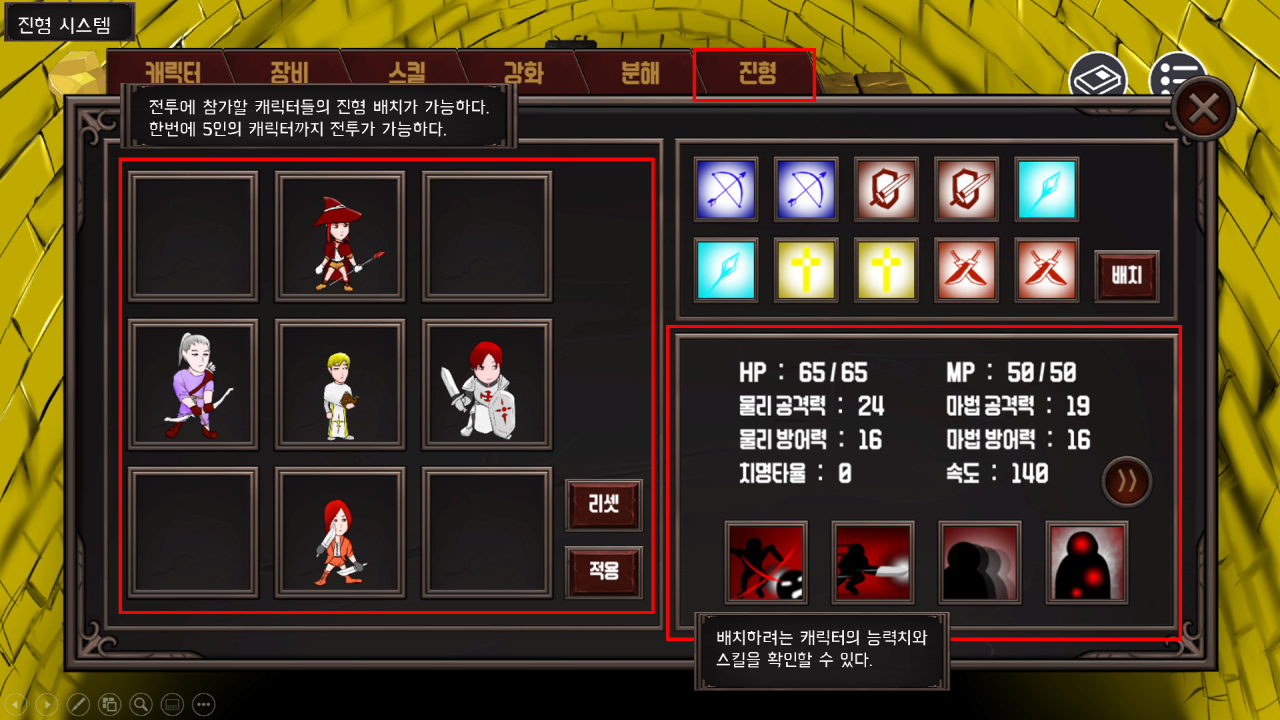 진형 시스템
캐릭터 장비 스킬 강화 분해 진형
전투에 참가할 캐릭터들의 진형 배치가 가능하다.
한번에 5인의 캐릭터까지 전투가 가능하다.
배치
HP : 65/65 MP : 50/50
물리 공격력 : 24 마법 공격력 : 19
물리 방어력 : 16 마법 방어력 : 16
치명타율 : 0 속도 : 140
리셋
적용
배치하려는 캐릭터의 능력치와
스킬을 확인할 수 있다.